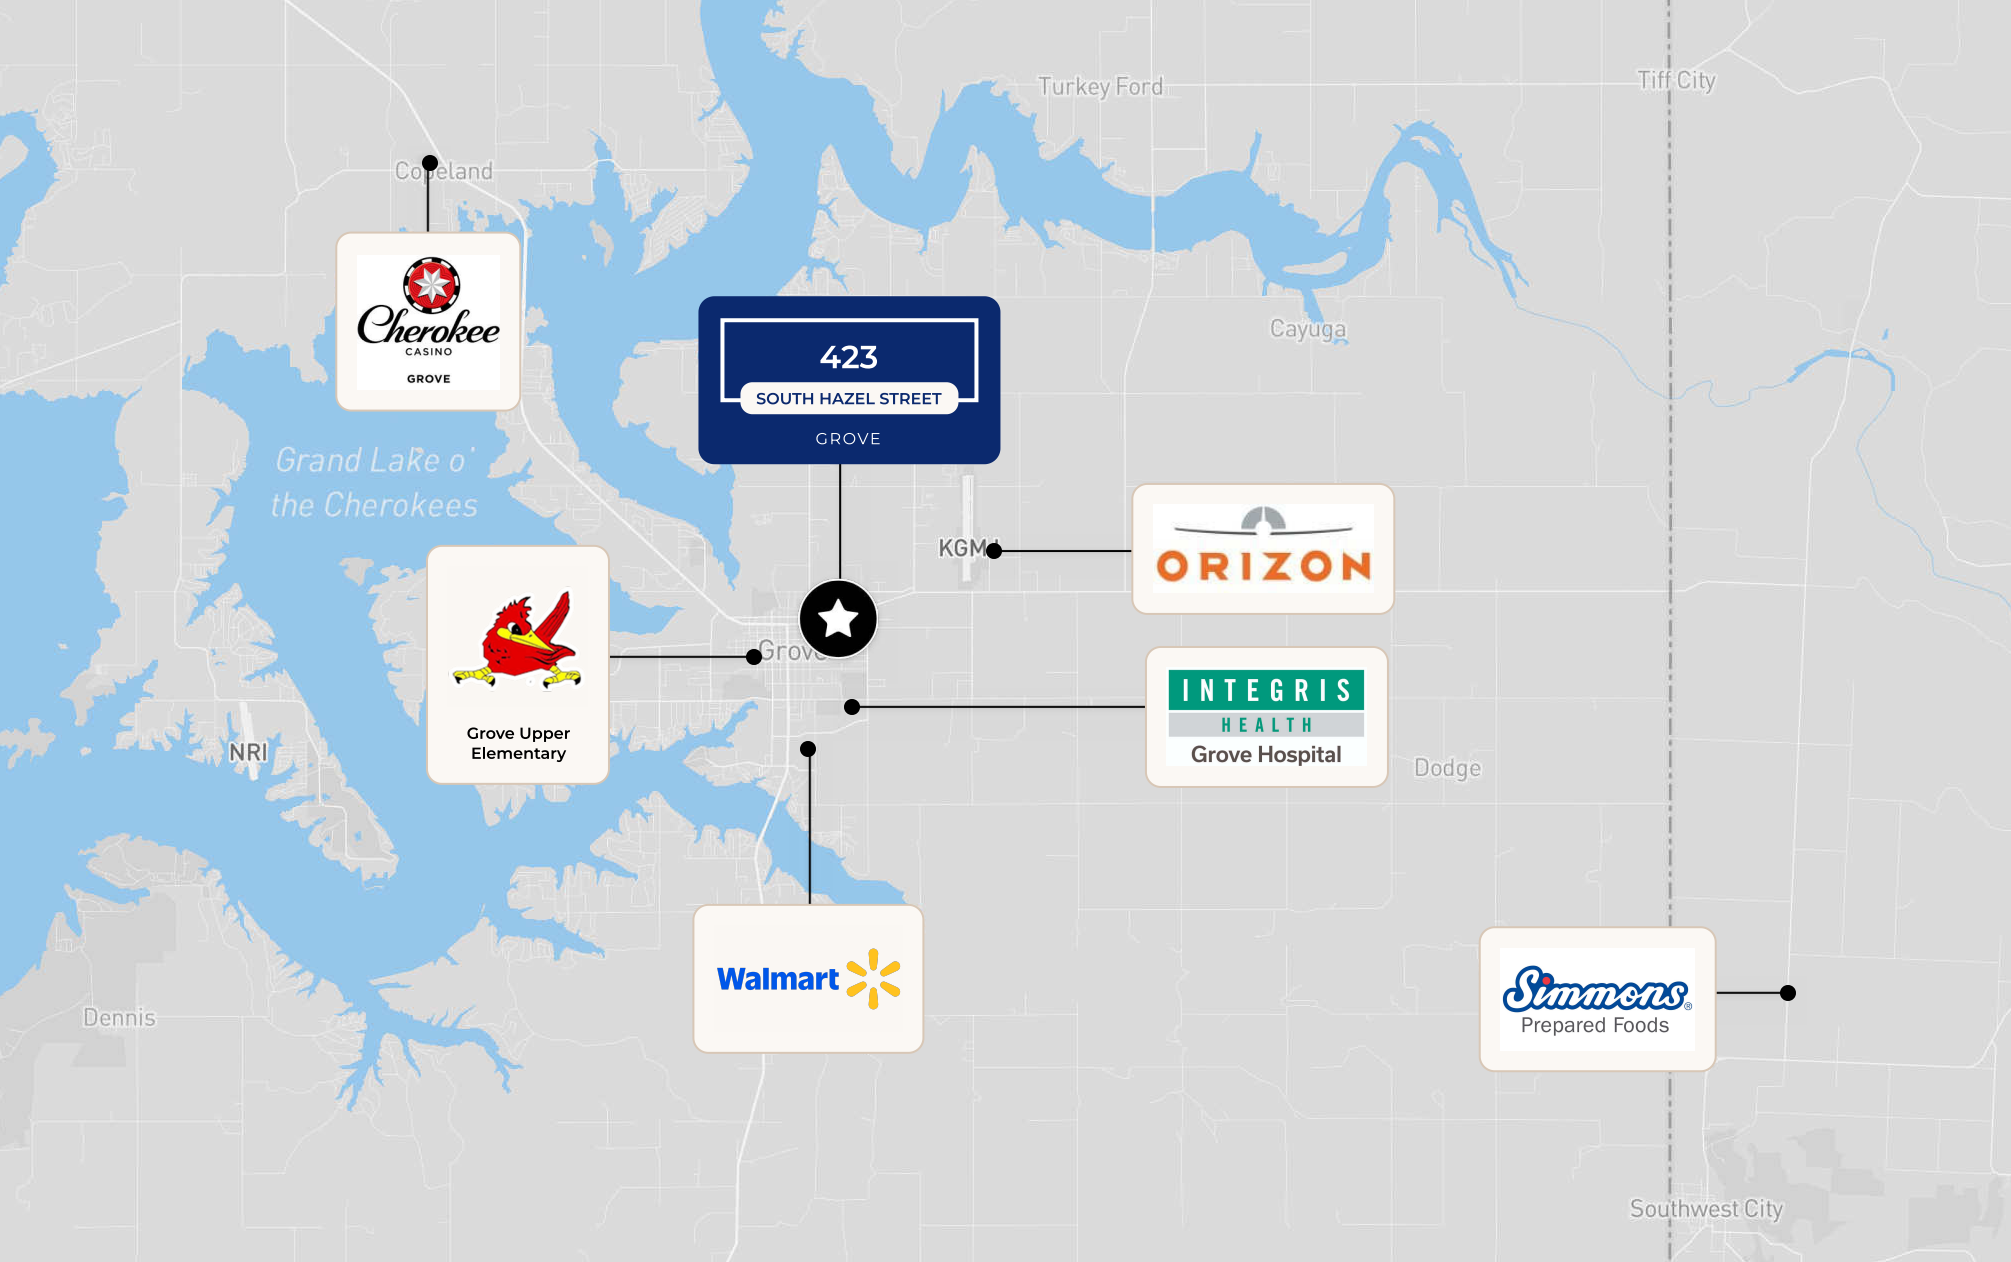 Turkey Ford
Tiff City
Copeland
Cherokee
CASINO
GROVE
423
SOUTH HAZEL STREET
GROVE
Cayuga
Grand Lake o'
the Cherokees
KGMJ
ORIZON
Grove
Grove Upper
Elementary
INTEGRIS
HEALTH
Grove Hospital
NRI
Dodge
Walmart
Simmons®
Prepared Foods
Dennis
Southwest City